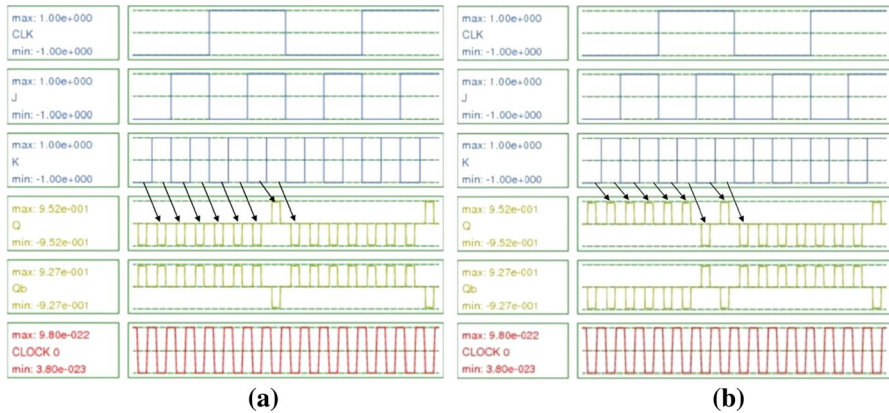 max: 1.00e+000
CLK
min: -1.00e+000
max: 1.00e+000
J
min: -1.00e+000
max: 1.00e+000
K
min: -1.00e+000
max: 9.52e-001
Q
min: -9.52e-001
max: 9.27e-001
Qb
min: -9.27e-001
max: 9.80e-022
CLOCK 0
min: 3.80e-023
(a)
max: 1.00e+000
CLK
min: -1.00e+000
max: 1.00e+000
J
min: -1.00e+000
max: 1.00e+000
K
min: -1.00e+000
max: 9.52e-001
Q
min: -9.52e-001
max: 9.27e-001
Qb
min: -9.27e-001
max: 9.80e-022
CLOCK 0
min: 3.80e-023
(b)